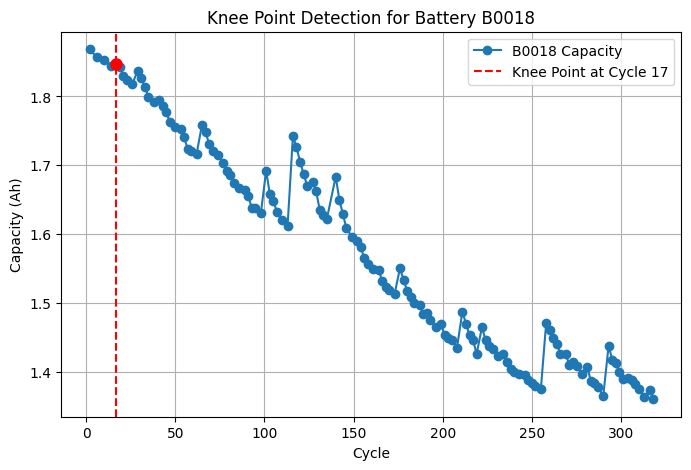 Knee Point Detection for Battery B0018
B0018 Capacity
Knee Point at Cycle 17
Capacity (Ah)
1.8
1.7
1.6
1.5
1.4
0 50 100 150 200 250 300
Cycle